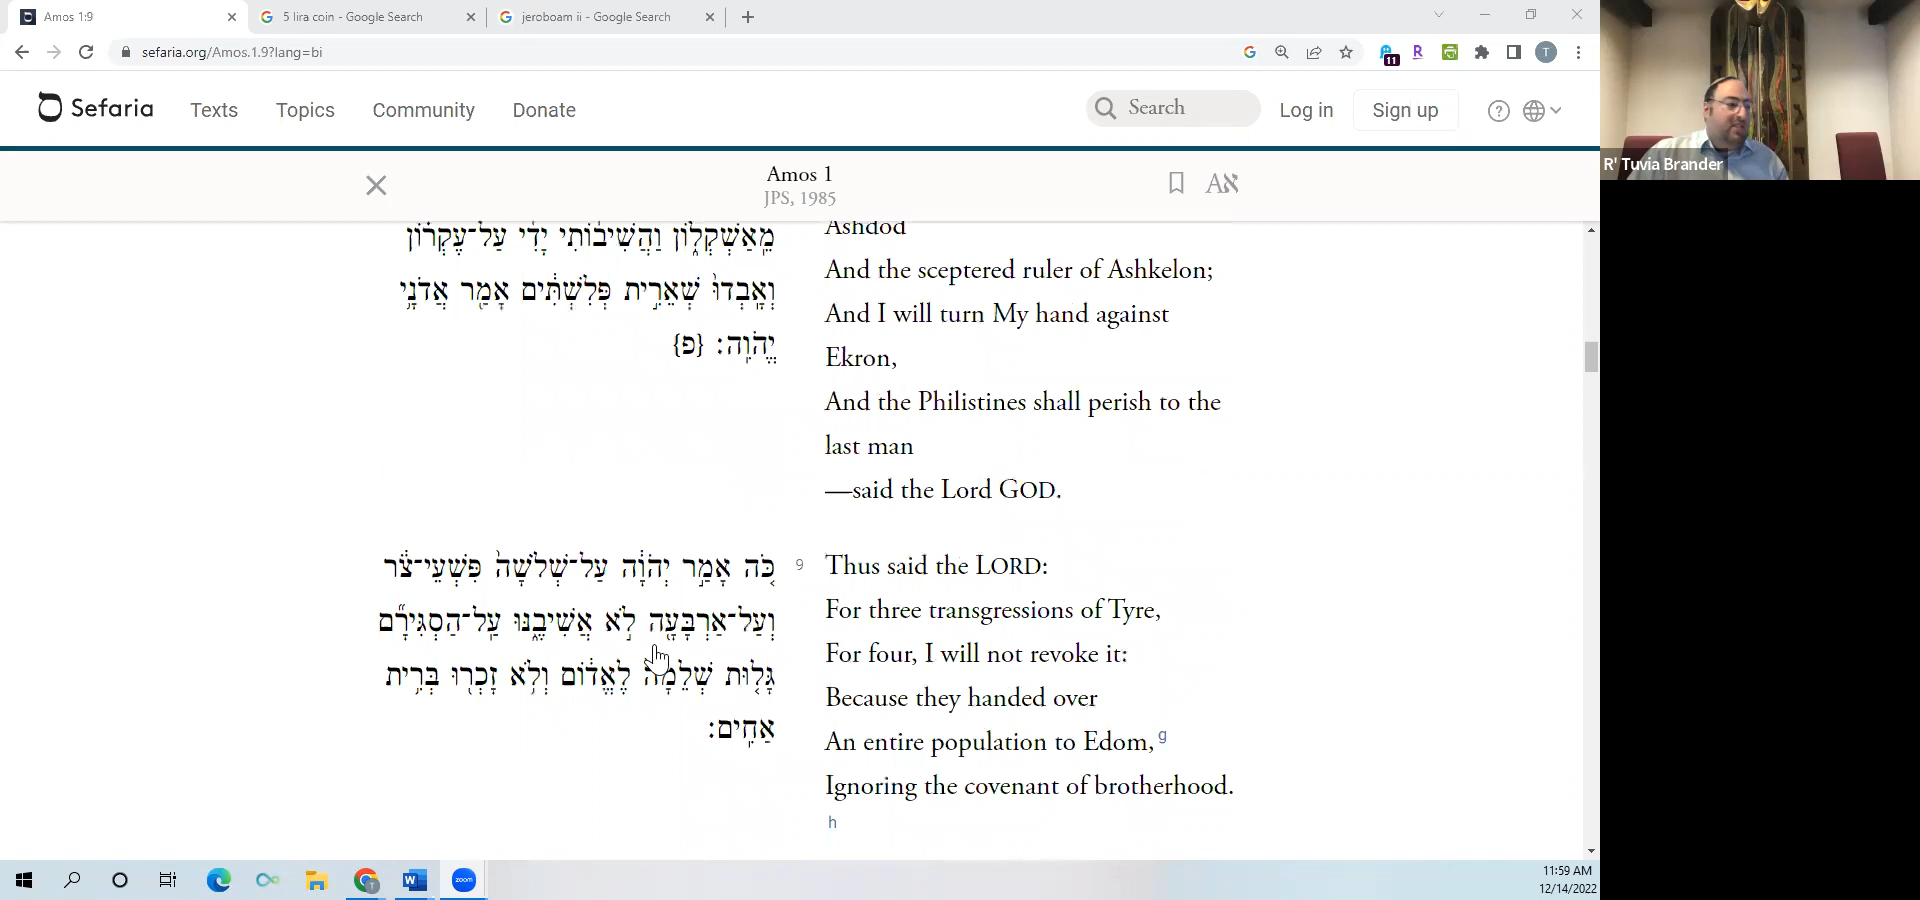 Amos 1:9
5 lira coin - Google Search
jeroboam ii - Google Search
sefaria.org/Amos.1.9?lang=bi
11
T
Sefaria
Texts
Topics
Community
Donate
Search
Log in
Sign up
Amos 1
JPS, 1985
מֵֽאַשְׁקְל֑וֹן וַהֲשִׁיב֨וֹתִי יָדִ֜י עַל־עֶקְר֗וֹן
וְאָֽבְדוּ֙ שְׁאֵרִ֣ית פְּלִשְׁתִּ֔ים אָמַ֖ר אֲדֹנָ֥י
יֱהֹוִֽה׃ {פ}
Ashdod
And the sceptered ruler of Ashkelon;
And I will turn My hand against
Ekron,
And the Philistines shall perish to the
last man
—said the Lord GOD.
כֹּ֚ה אָמַ֣ר יְהֹוָ֔ה עַל־שְׁלֹשָׁה֙ פִּשְׁעֵי־צֹ֔ר
וְעַל־אַרְבָּעָ֖ה לֹ֣א אֲשִׁיבֶ֑נּוּ עַֽל־הַסְגִּירָ֞ם
גָּל֤וּת שְׁלֵמָה֙ לֶאֱד֔וֹם וְלֹ֥א זָכְר֖וּ בְּרִ֥ית
אַחִֽים׃
9
Thus said the LORD:
For three transgressions of Tyre,
For four, I will not revoke it:
Because they handed over
An entire population to Edom, g
Ignoring the covenant of brotherhood.
h
R' Tuvia Brander
zoom
11:59 AM
12/14/2022